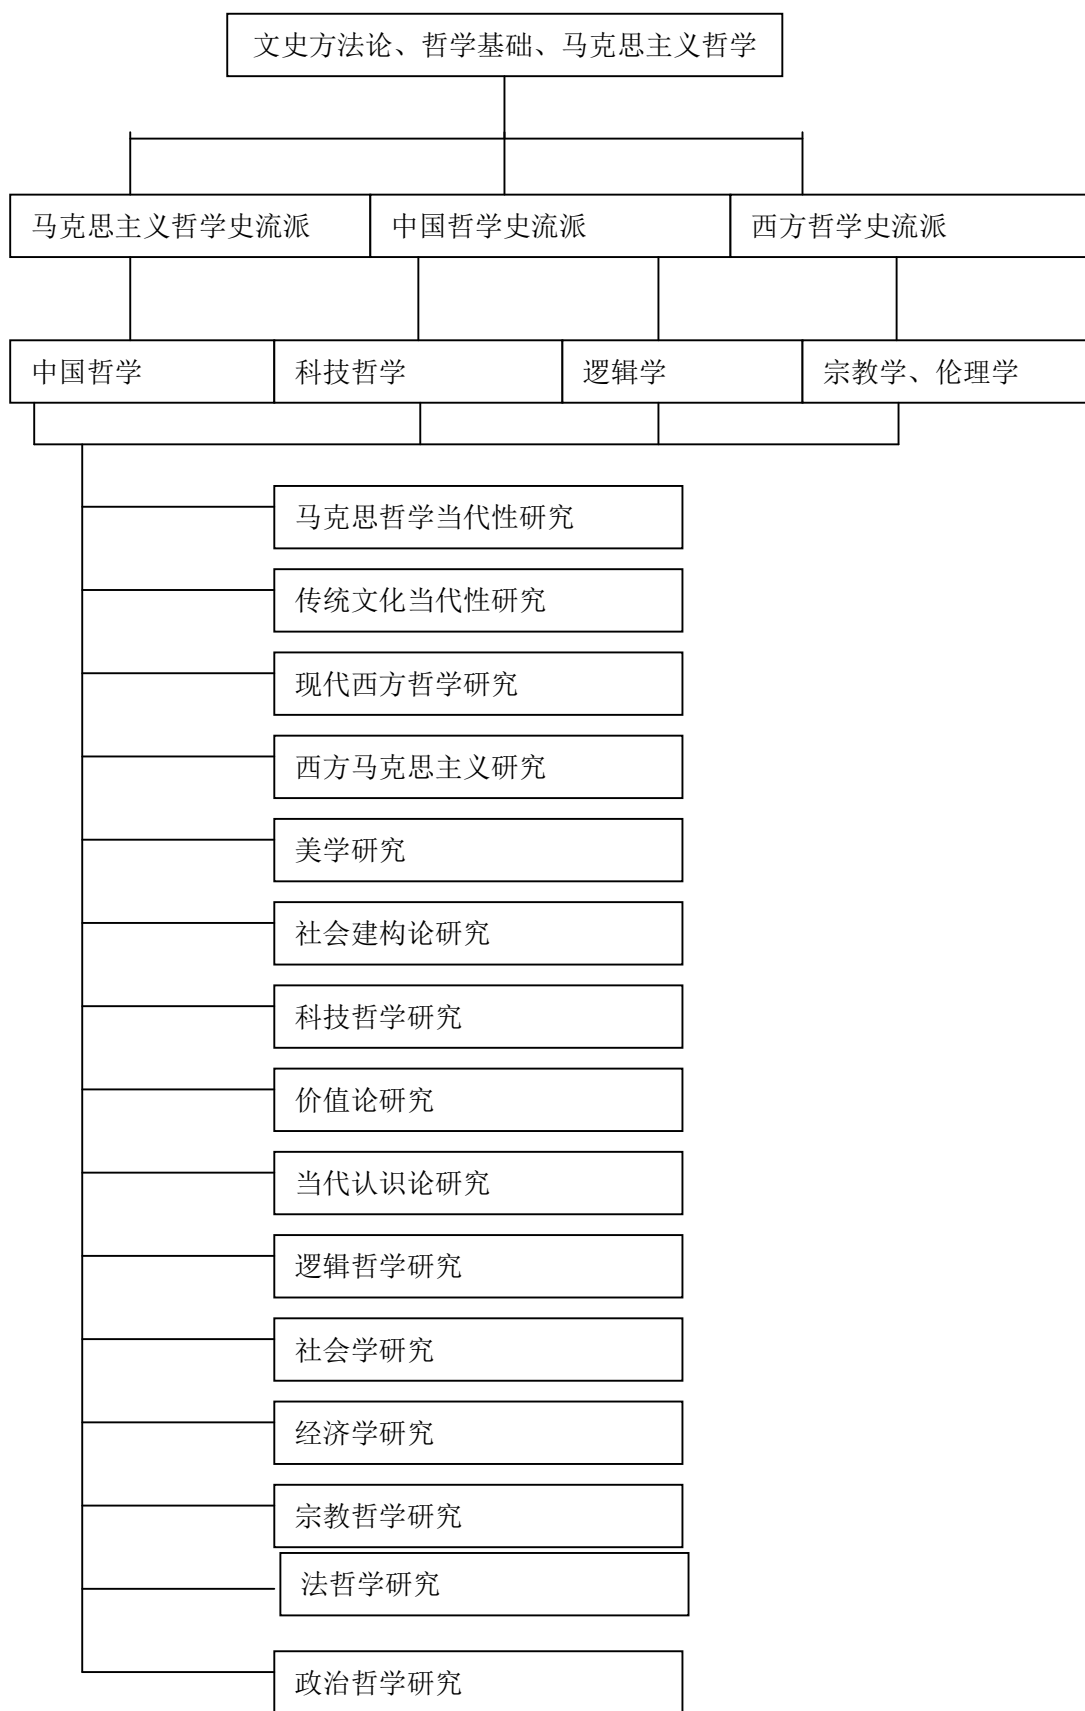 文史方法论、哲学基础、马克思主义哲学
马克思主义哲学史流派
中国哲学史流派
西方哲学史流派
中国哲学
科技哲学
逻辑学
宗教学、伦理学
马克思哲学当代性研究
传统文化当代性研究
现代西方哲学研究
西方马克思主义研究
美学研究
社会建构论研究
科技哲学研究
价值论研究
当代认识论研究
逻辑哲学研究
社会学研究
经济学研究
宗教哲学研究
法哲学研究
政治哲学研究